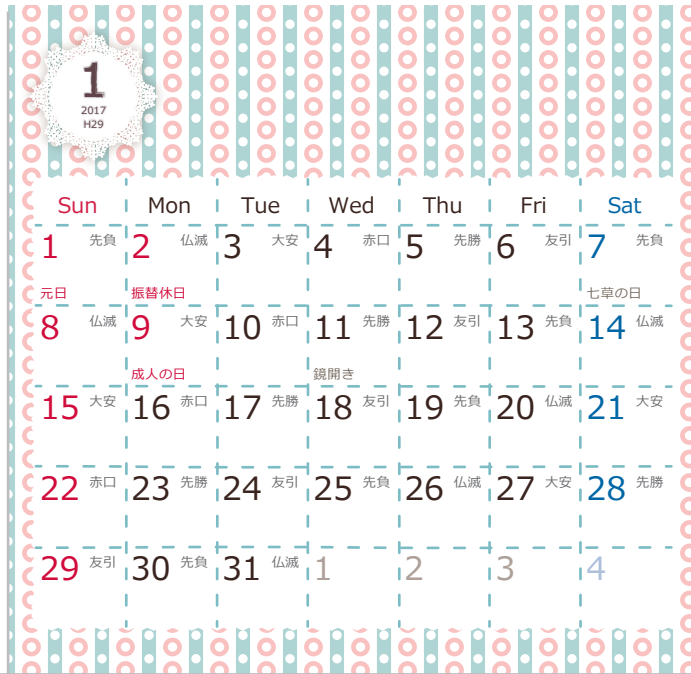 1
2017
H29
Sun Mon Tue Wed Thu Fri Sat
1 先負 2 仏滅 3 大安 4 赤口 5 先勝 6 友引 7 先負
元日 振替休日 七草の日
8 仏滅 9 大安 10 赤口 11 先勝 12 友引 13 先負 14 仏滅
成人の日 鏡開き
15 大安 16 赤口 17 先勝 18 友引 19 先負 20 仏滅 21 大安
22 赤口 23 先勝 24 友引 25 先負 26 仏滅 27 大安 28 先勝
29 友引 30 先負 31 仏滅 1 2 3 4